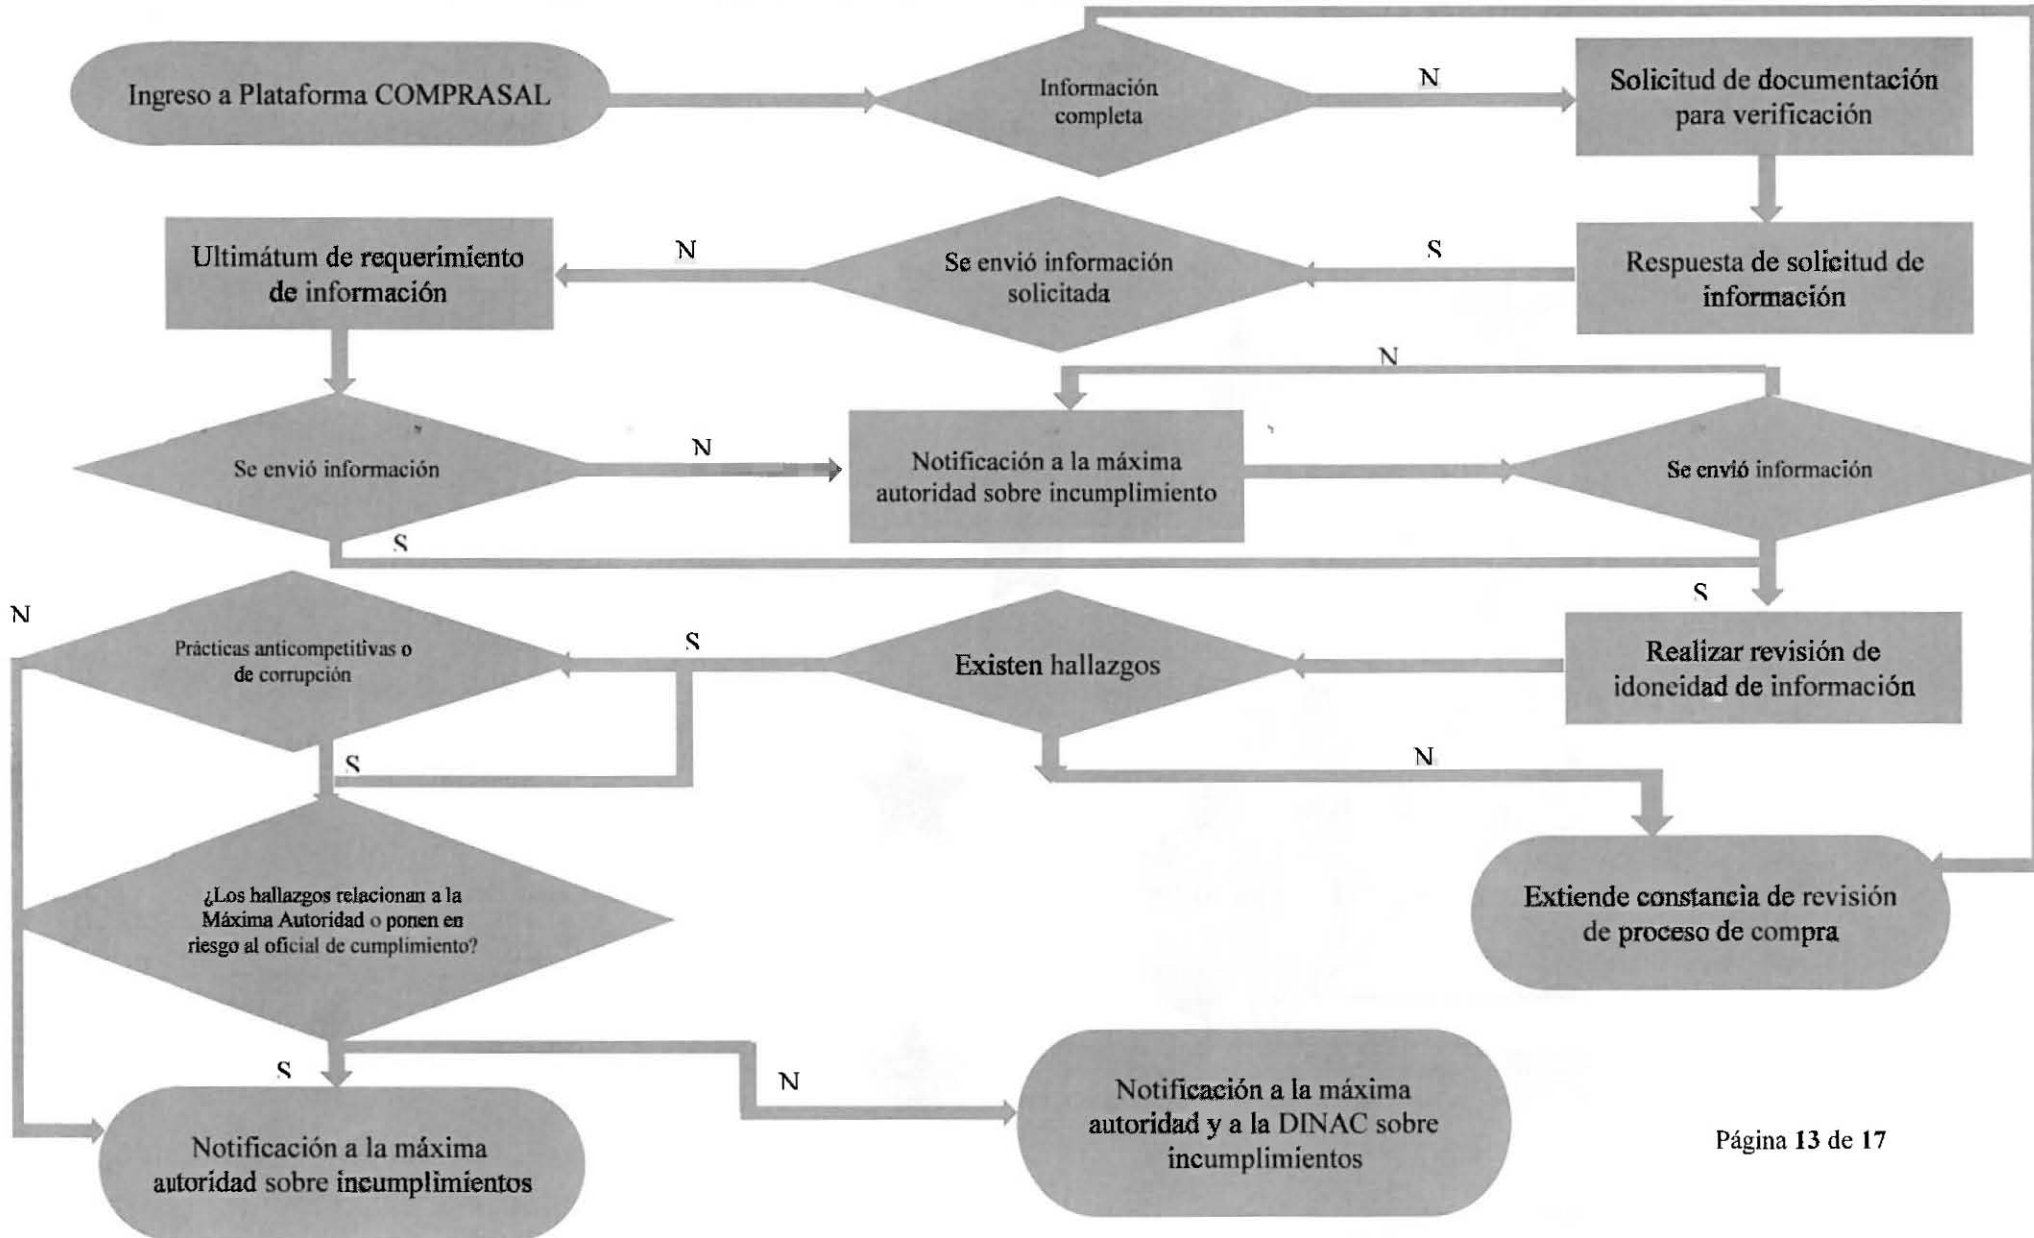 Ingreso a Plataforma COMPRASAL
Información
completa
N
Solicitud de documentación
para verificación
Ultimátum de requerimiento
de información
N
Se envió información
solicitada
S
Respuesta de solicitud de
información
N
Se envió información
N
Notificación a la máxima
autoridad sobre incumplimiento
Se envió información
S
S
N
Prácticas anticompetitivas o
de corrupción
S
Existen hallazgos
Realizar revisión de
idoneidad de información
S
N
¿Los hallazgos relacionan a la
Máxima Autoridad o ponen en
riesgo al oficial de cumplimiento?
Extiende constancia de revisión
de proceso de compra
S
N
Notificación a la máxima
autoridad sobre incumplimientos
Notificación a la máxima
autoridad y a la DINAC sobre
incumplimientos
Página 13 de 17